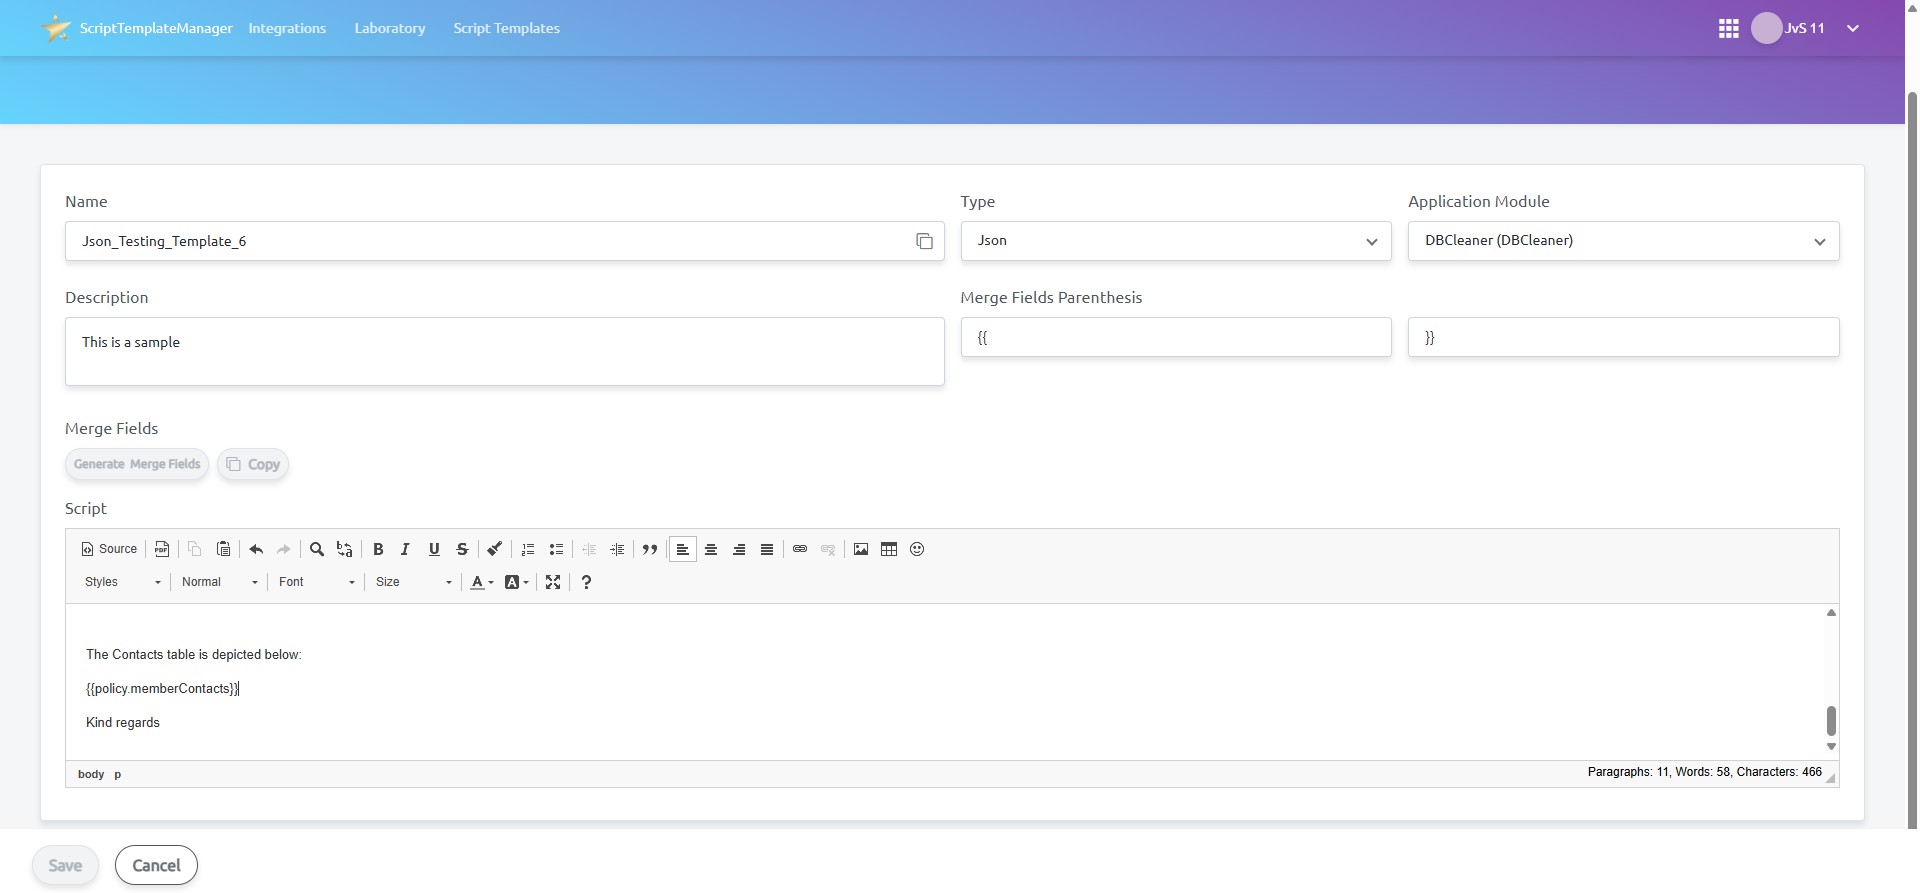 ScriptTemplateManager Integrations Laboratory Script Templates JvS 11
Name Type Application Module
Json_Testing_Template_6 Json DBCleaner (DBCleaner)
Description Merge Fields Parenthesis
This is a sample {{ }}
Merge Fields
Generate Merge Fields Copy
Script
Source PDF B I U S
Styles Normal Font Size A A ?
The Contacts table is depicted below:
{{policy.memberContacts}}
Kind regards
body p Paragraphs: 11, Words: 58, Characters: 466
Save Cancel